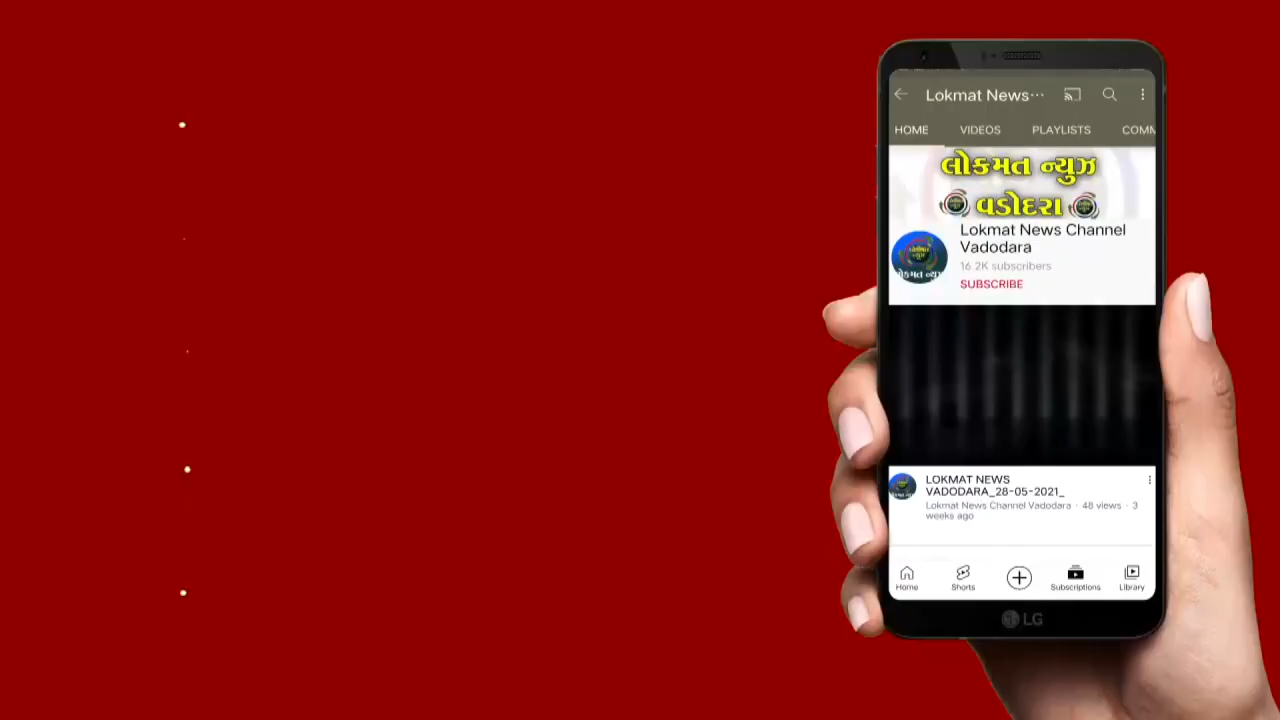 Lokmat News...
HOME VIDEOS PLAYLISTS COMM
લોકમત ન્યુઝ
વડોદરા
Lokmat News Channel
Vadodara
16.2K subscribers
SUBSCRIBE
લોકમત ન્યુઝ
LOKMAT NEWS
VADODARA_28-05-2021_
Lokmat News Channel Vadodara · 48 views · 3
weeks ago
Home Shorts Subscriptions Library
LG